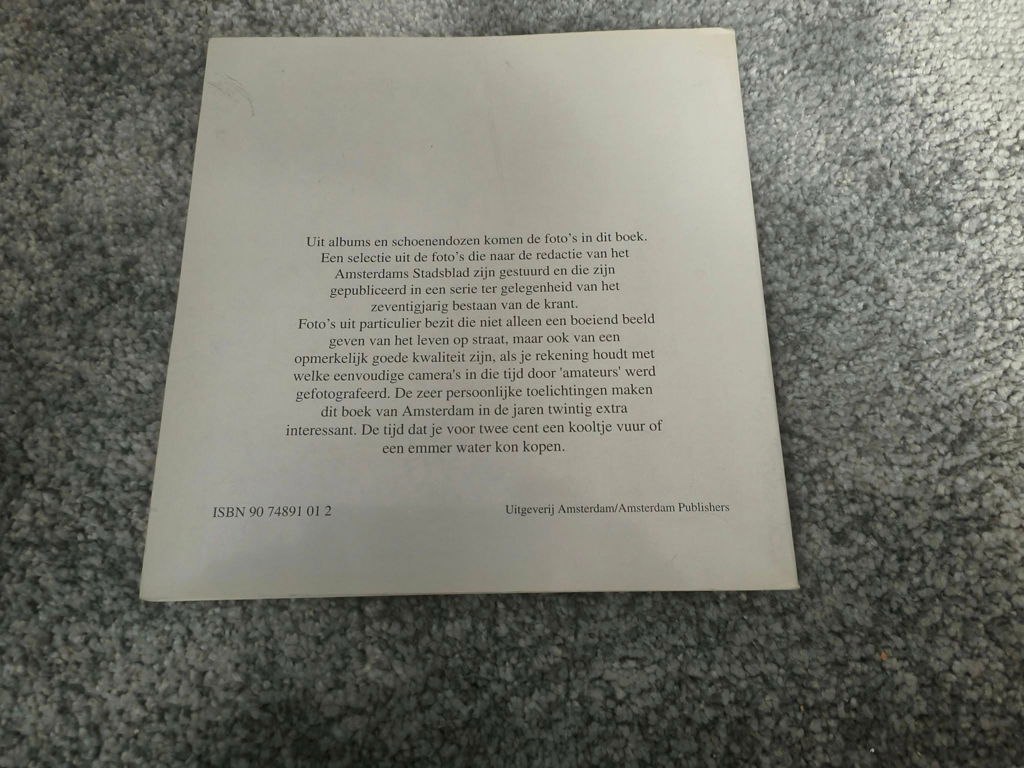 Uit albums en schoenendozen komen de foto's in dit boek.
Een selectie uit de foto's die naar de redactie van het
Amsterdams Stadsblad zijn gestuurd en die zijn
gepubliceerd in een serie ter gelegenheid van het
zeventigjarig bestaan van de krant.
Foto's uit particulier bezit die niet alleen een boeiend beeld
geven van het leven op straat, maar ook van een
opmerkelijk goede kwaliteit zijn, als je rekening houdt met
welke eenvoudige camera's in die tijd door 'amateurs' werd
gefotografeerd. De zeer persoonlijke toelichtingen maken
dit boek van Amsterdam in de jaren twintig extra
interessant. De tijd dat je voor twee cent een kooltje vuur of
een emmer water kon kopen.
ISBN 90 74891 01 2
Uitgeverij Amsterdam/Amsterdam Publishers